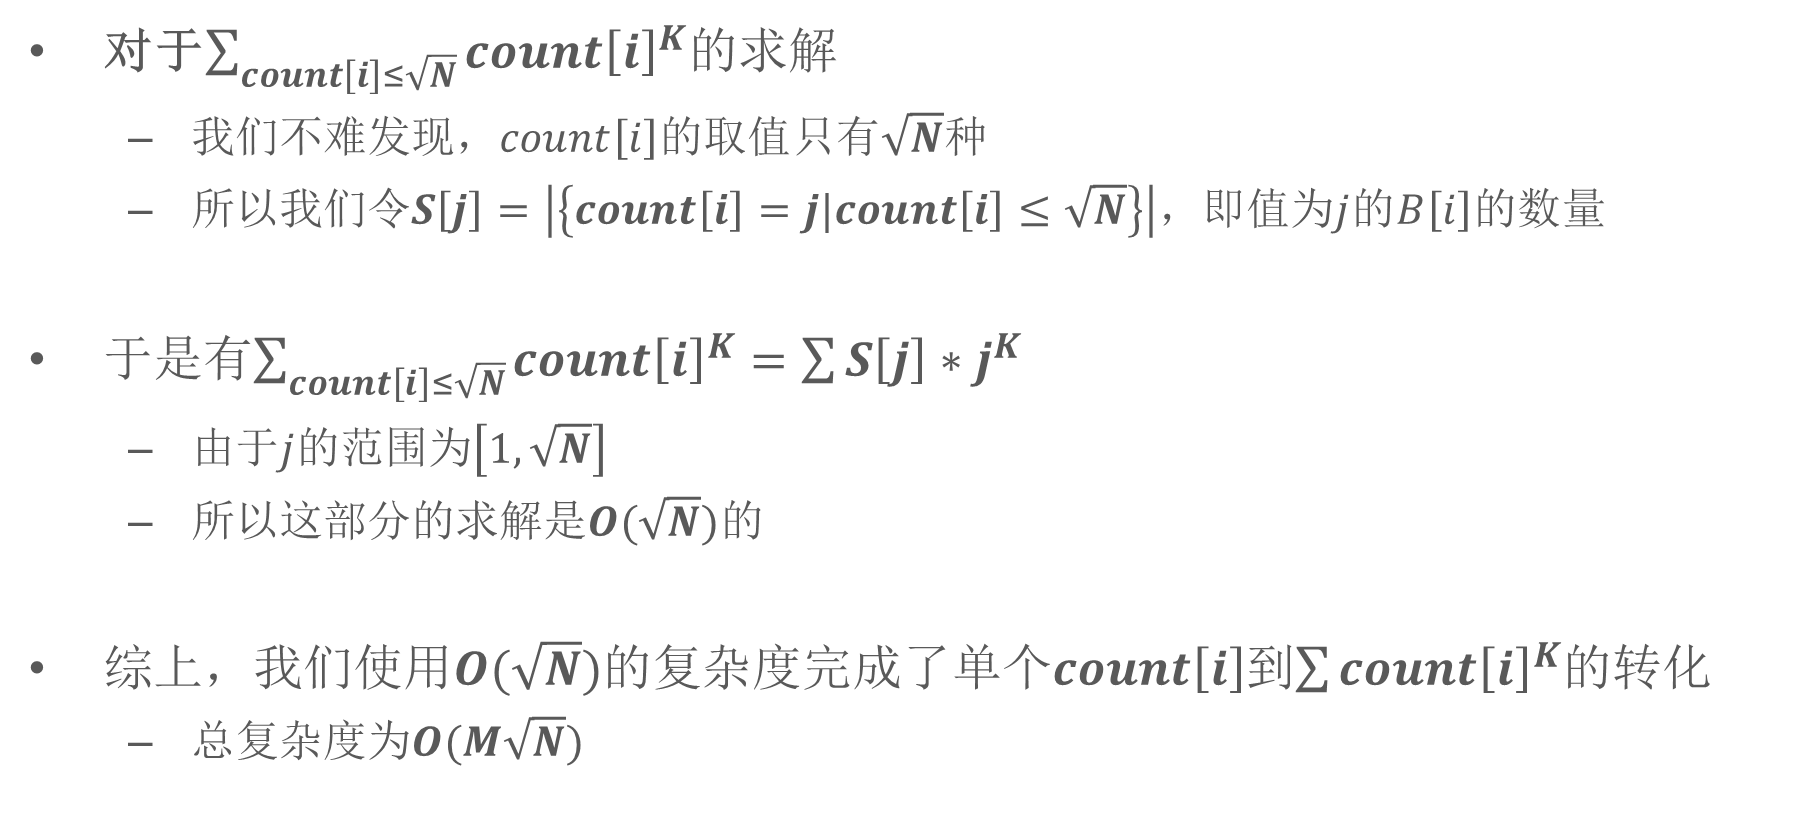 • 对于∑_{count[i]≤√N} count[i]^K的求解
– 我们不难发现，count[i]的取值只有√N种
– 所以我们令S[j] = |{count[i] = j|count[i] ≤ √N}|，即值为j的B[i]的数量
• 于是有∑_{count[i]≤√N} count[i]^K = ∑ S[j] * j^K
– 由于j的范围为[1, √N]
– 所以这部分的求解是O(√N)的
• 综上，我们使用O(√N)的复杂度完成了单个count[i]到∑ count[i]^K的转化
– 总复杂度为O(M√N)